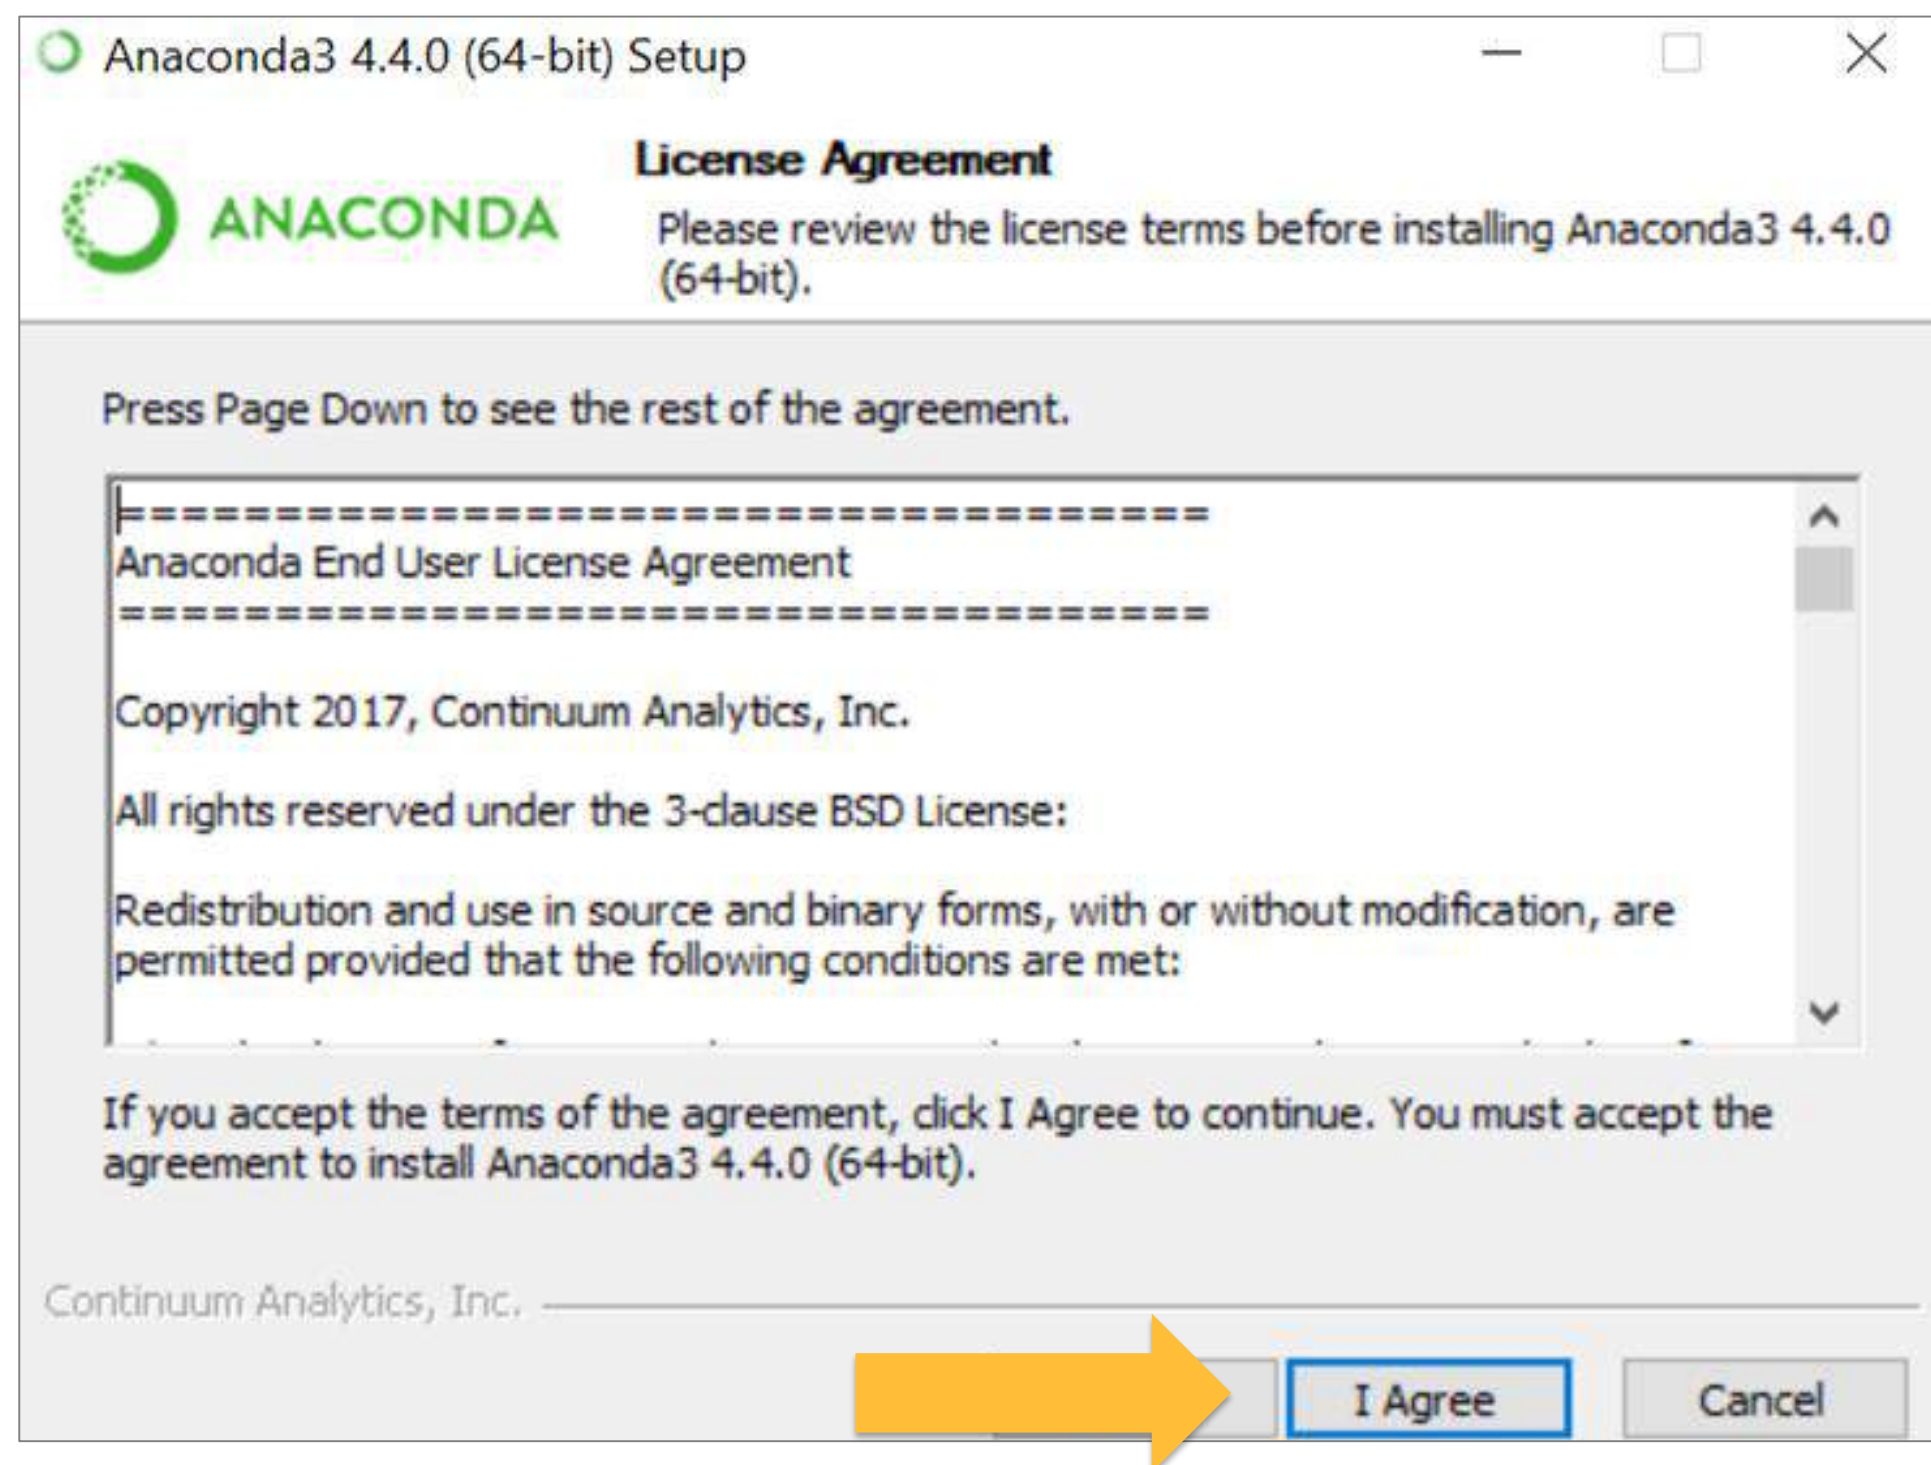 Anaconda3 4.4.0 (64-bit) Setup
ANACONDA
License Agreement
Please review the license terms before installing Anaconda3 4.4.0
(64-bit).
Press Page Down to see the rest of the agreement.
===================================
Anaconda End User License Agreement
===================================
Copyright 2017, Continuum Analytics, Inc.
All rights reserved under the 3-clause BSD License:
Redistribution and use in source and binary forms, with or without modification, are
permitted provided that the following conditions are met:
If you accept the terms of the agreement, click I Agree to continue. You must accept the
agreement to install Anaconda3 4.4.0 (64-bit).
Continuum Analytics, Inc.
I Agree
Cancel